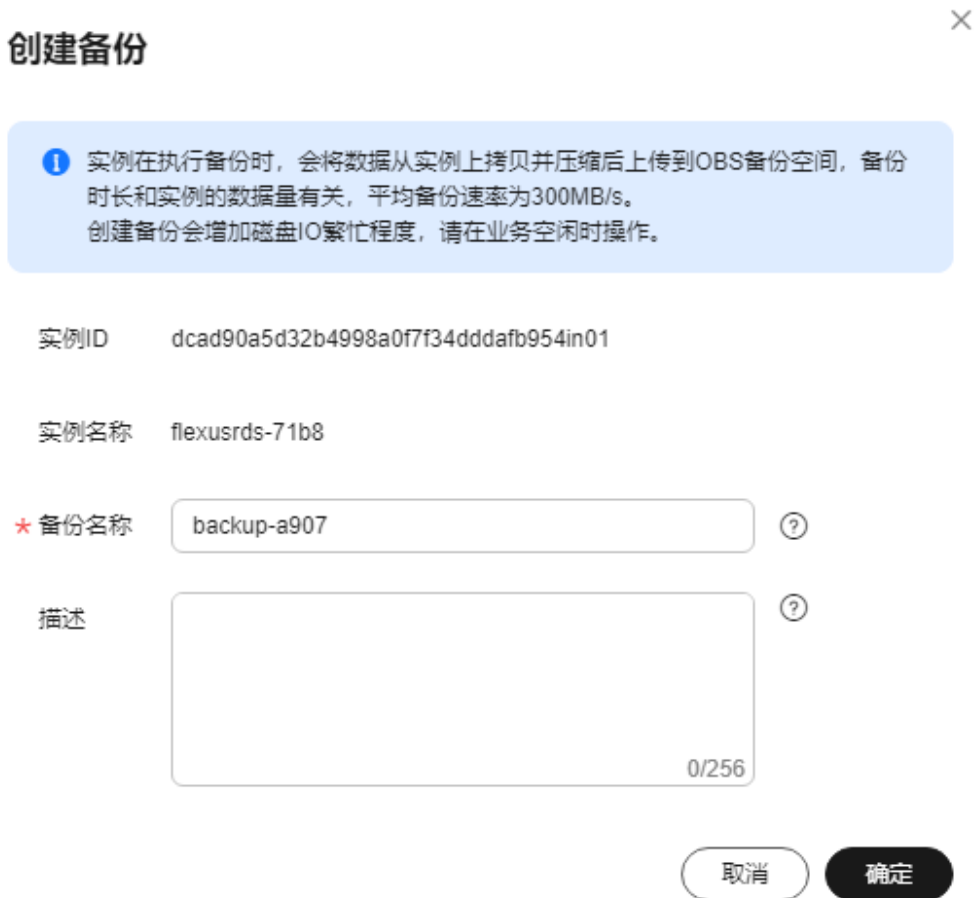 创建备份
实例在执行备份时，会将数据从实例上拷贝并压缩后上传到OBS备份空间，备份
时长和实例的数据量有关，平均备份速率为300MB/s。
创建备份会增加磁盘IO繁忙程度，请在业务空闲时操作。
实例ID dcad90a5d32b4998a0f7f34dddafb954in01
实例名称 flexusrds-71b8
* 备份名称 backup-a907
描述
0/256
取消 确定